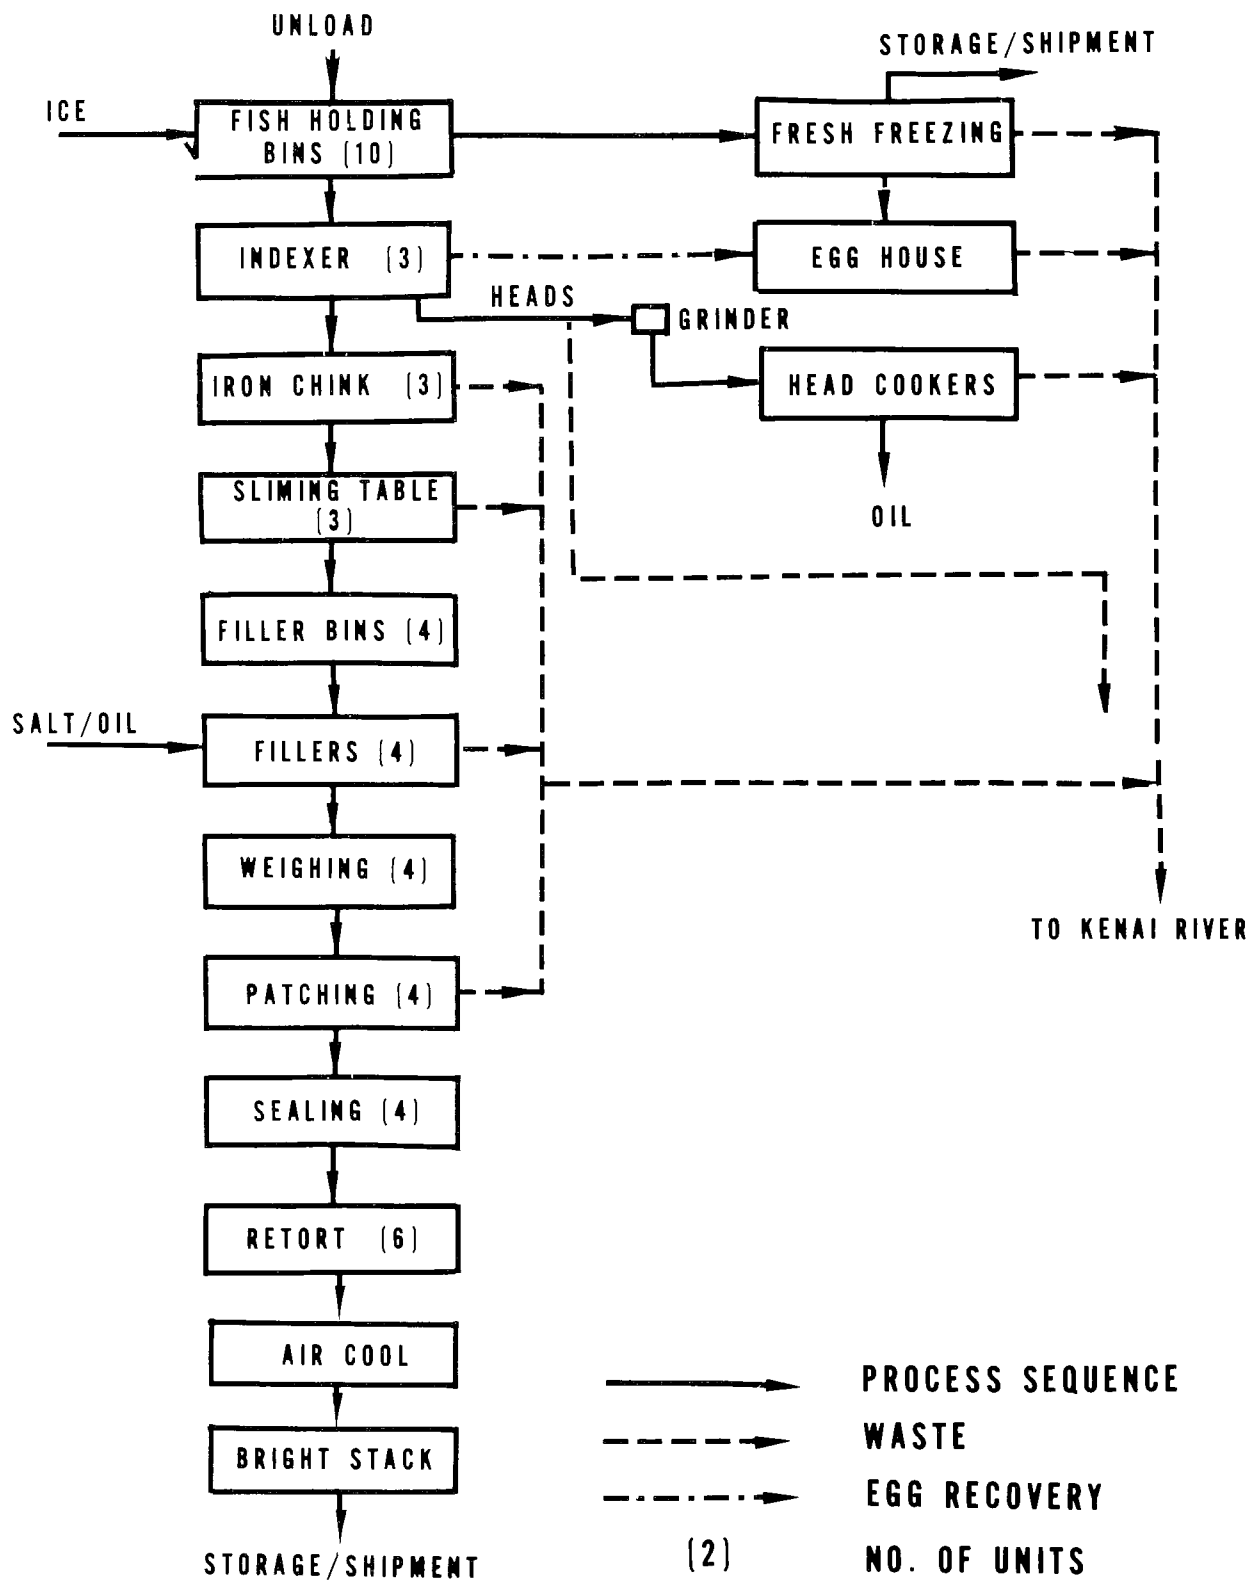 UNLOAD
STORAGE/SHIPMENT
ICE
FISH HOLDING
BINS (10)
FRESH FREEZING
INDEXER (3)
EGG HOUSE
HEADS
GRINDER
IRON CHINK (3)
HEAD COOKERS
SLIMING TABLE
(3)
OIL
FILLER BINS (4)
SALT/OIL
FILLERS (4)
WEIGHING (4)
TO KENAI RIVER
PATCHING (4)
SEALING (4)
RETORT (6)
AIR COOL
BRIGHT STACK
STORAGE/SHIPMENT
PROCESS SEQUENCE
WASTE
EGG RECOVERY
(2) NO. OF UNITS